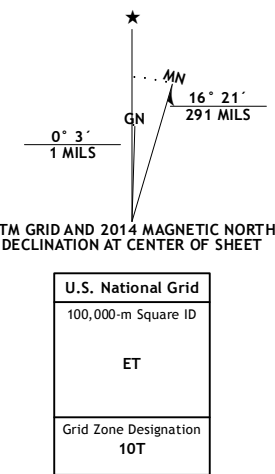 ★
MN
GN
16° 21´
291 MILS
0° 3´
1 MILS
TM GRID AND 2014 MAGNETIC NORTH
DECLINATION AT CENTER OF SHEET
U.S. National Grid
100,000-m Square ID
ET
Grid Zone Designation
10T